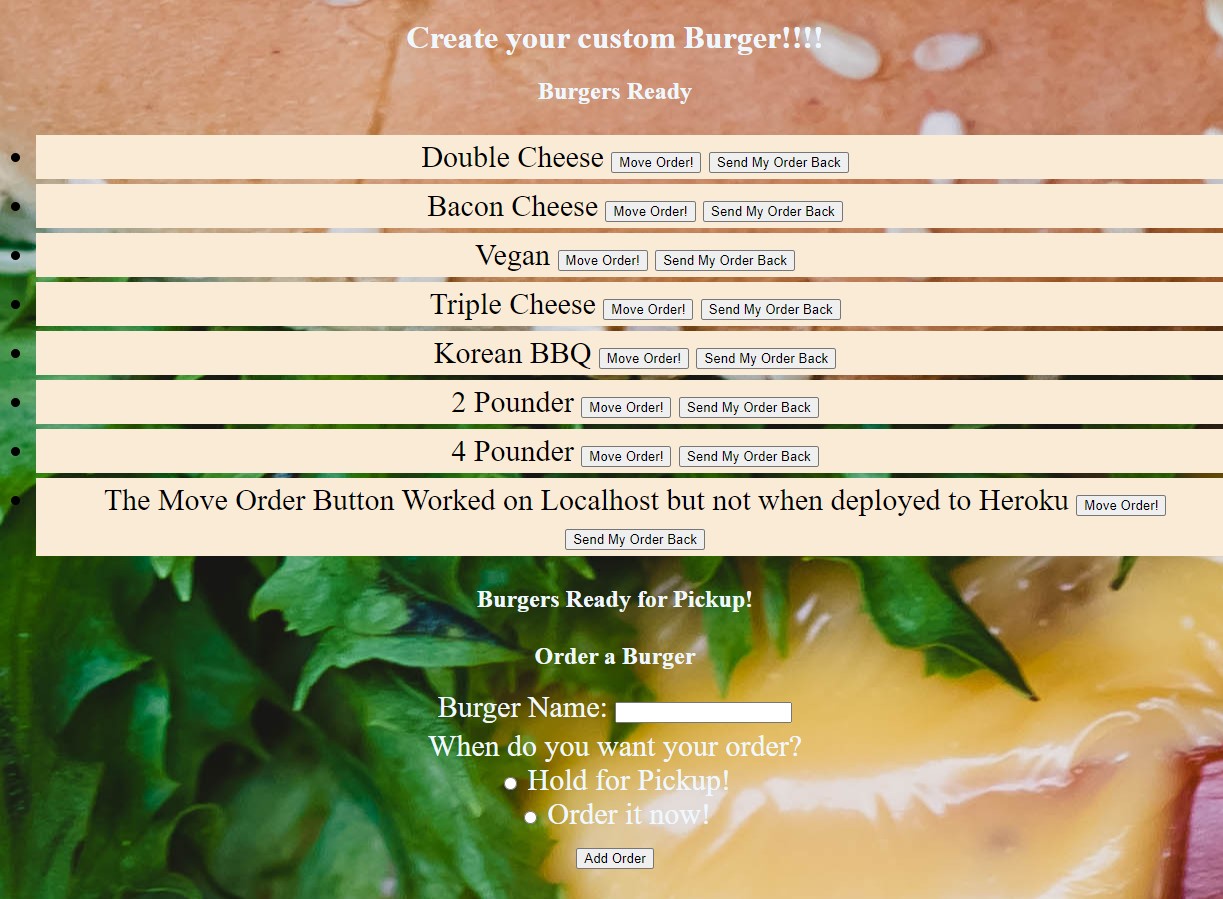 Create your custom Burger!!!!
Burgers Ready
Double Cheese Move Order! Send My Order Back
Bacon Cheese Move Order! Send My Order Back
Vegan Move Order! Send My Order Back
Triple Cheese Move Order! Send My Order Back
Korean BBQ Move Order! Send My Order Back
2 Pounder Move Order! Send My Order Back
4 Pounder Move Order! Send My Order Back
The Move Order Button Worked on Localhost but not when deployed to Heroku Move Order!
Send My Order Back
Burgers Ready for Pickup!
Order a Burger
Burger Name:
When do you want your order?
Hold for Pickup!
Order it now!
Add Order